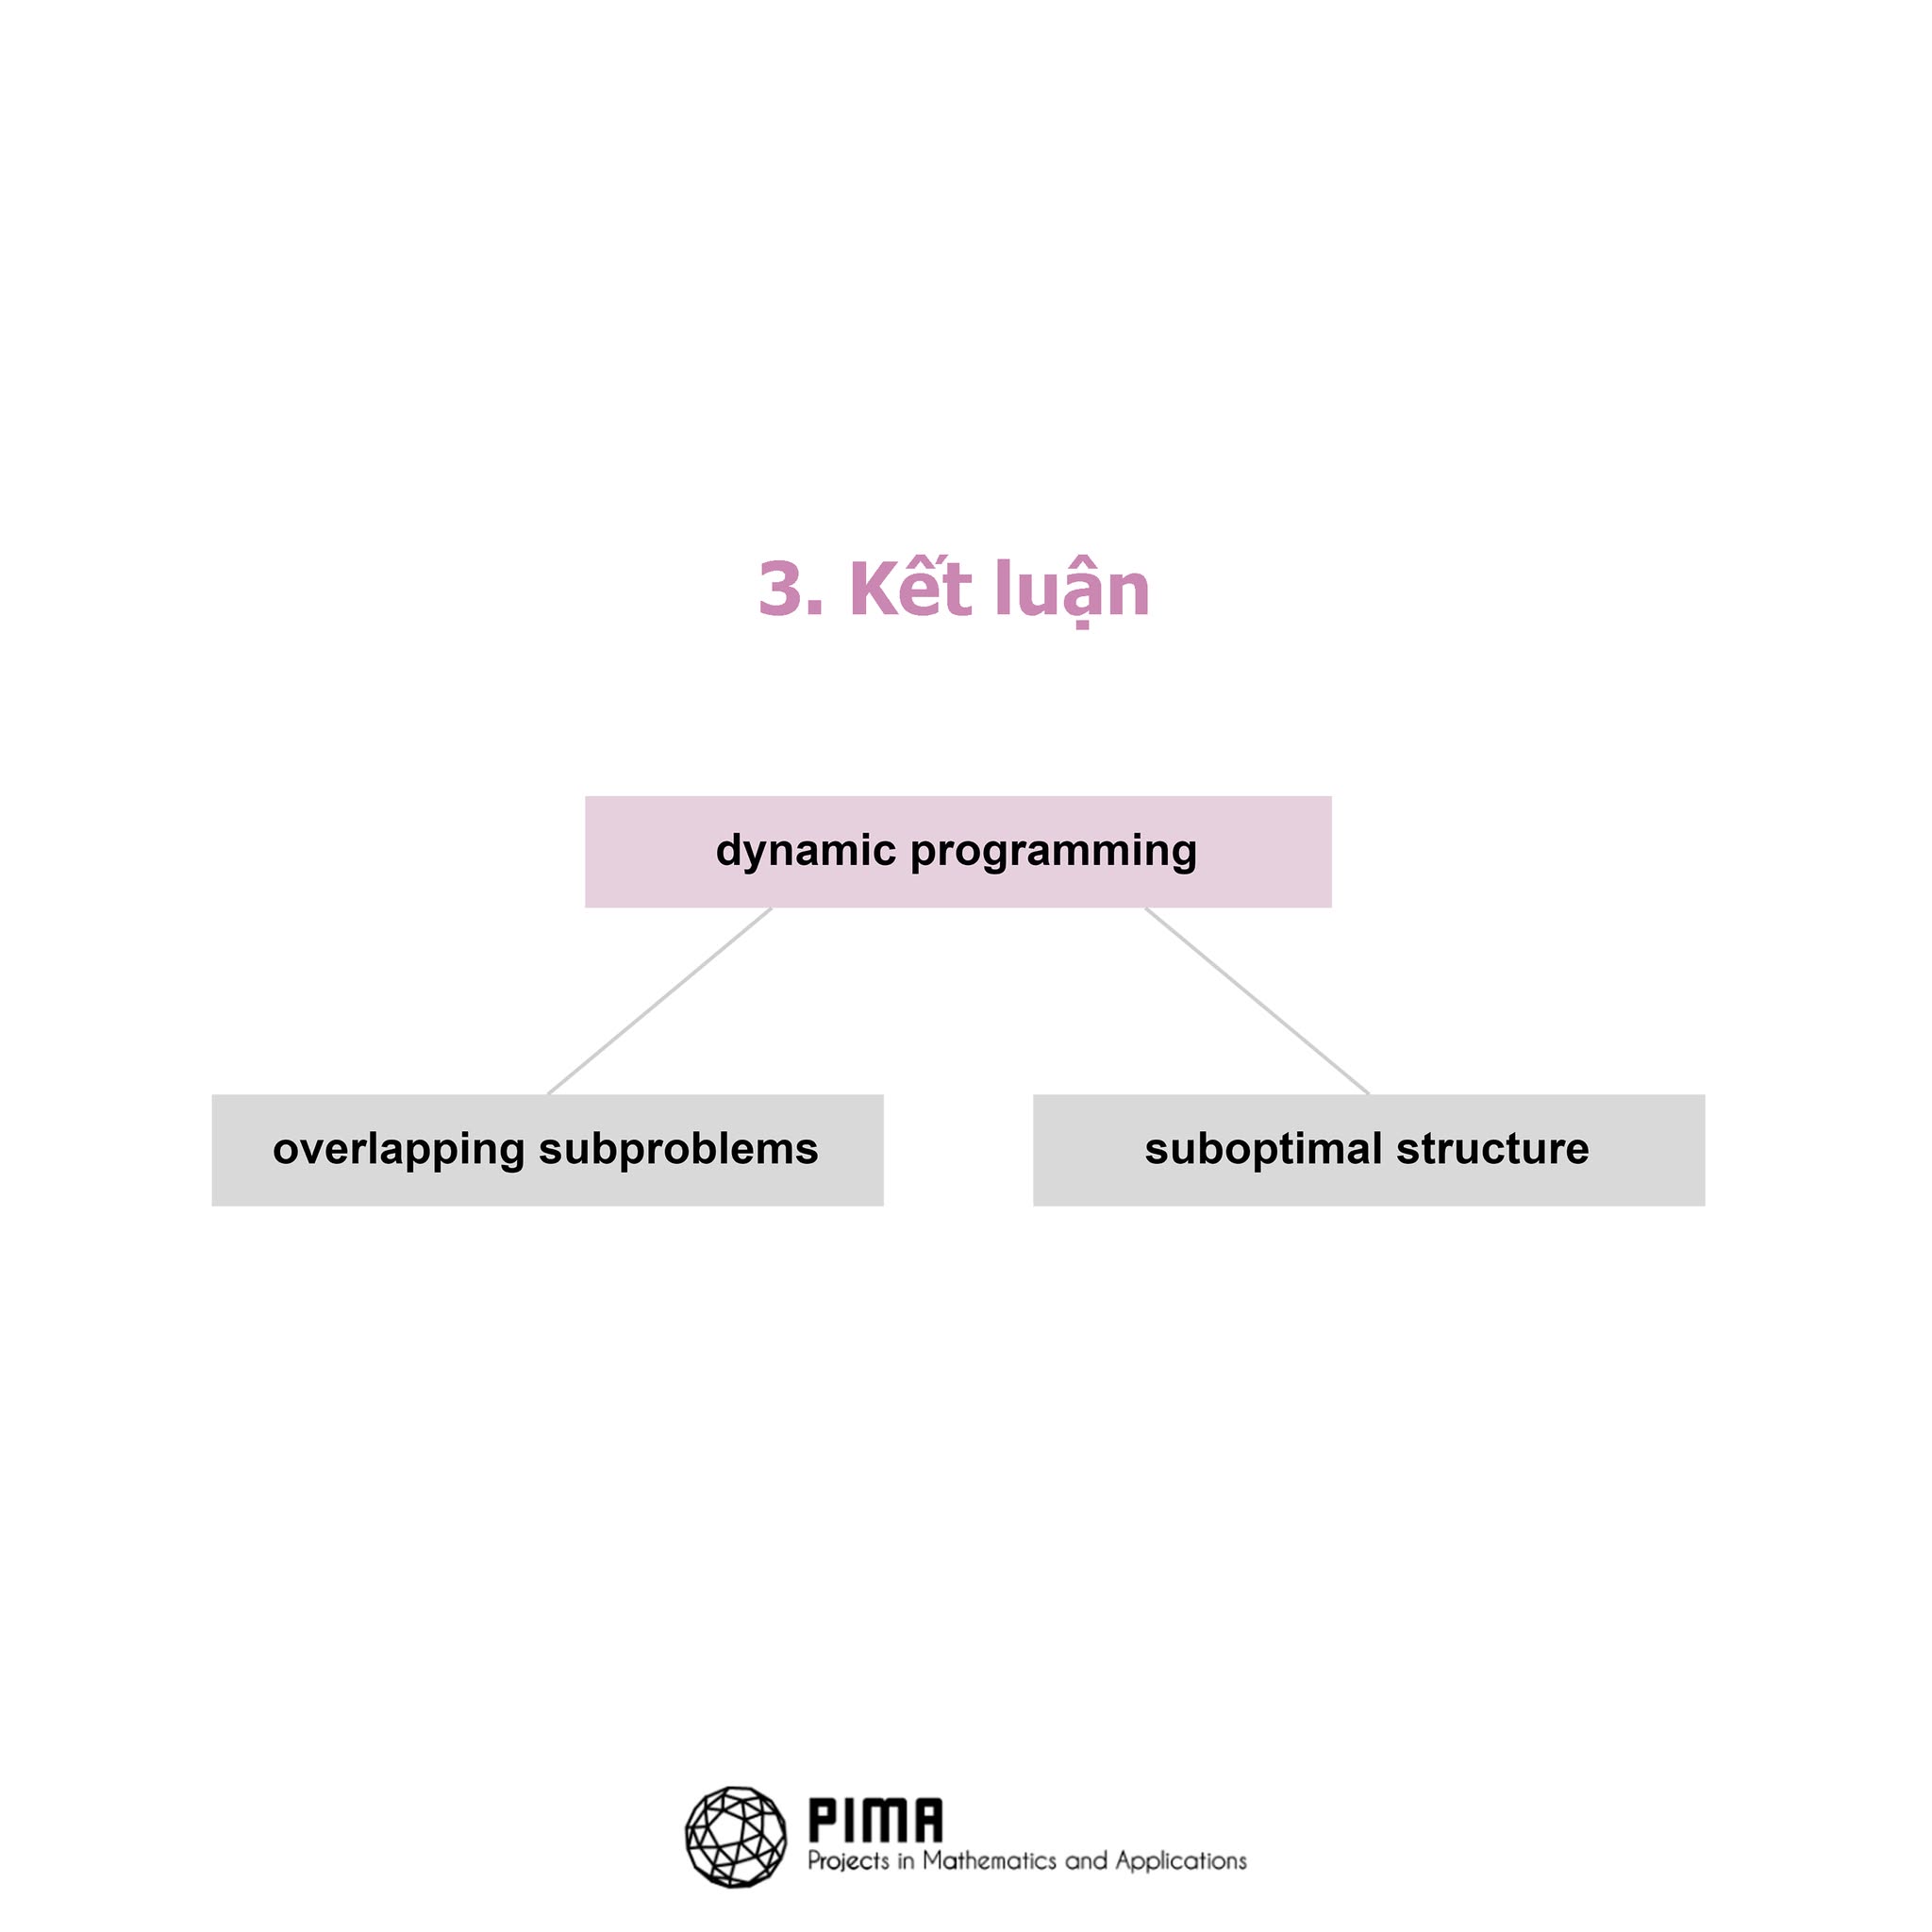 3. Kết luận
dynamic programming
overlapping subproblems
suboptimal structure
PIMA
Projects in Mathematics and Applications